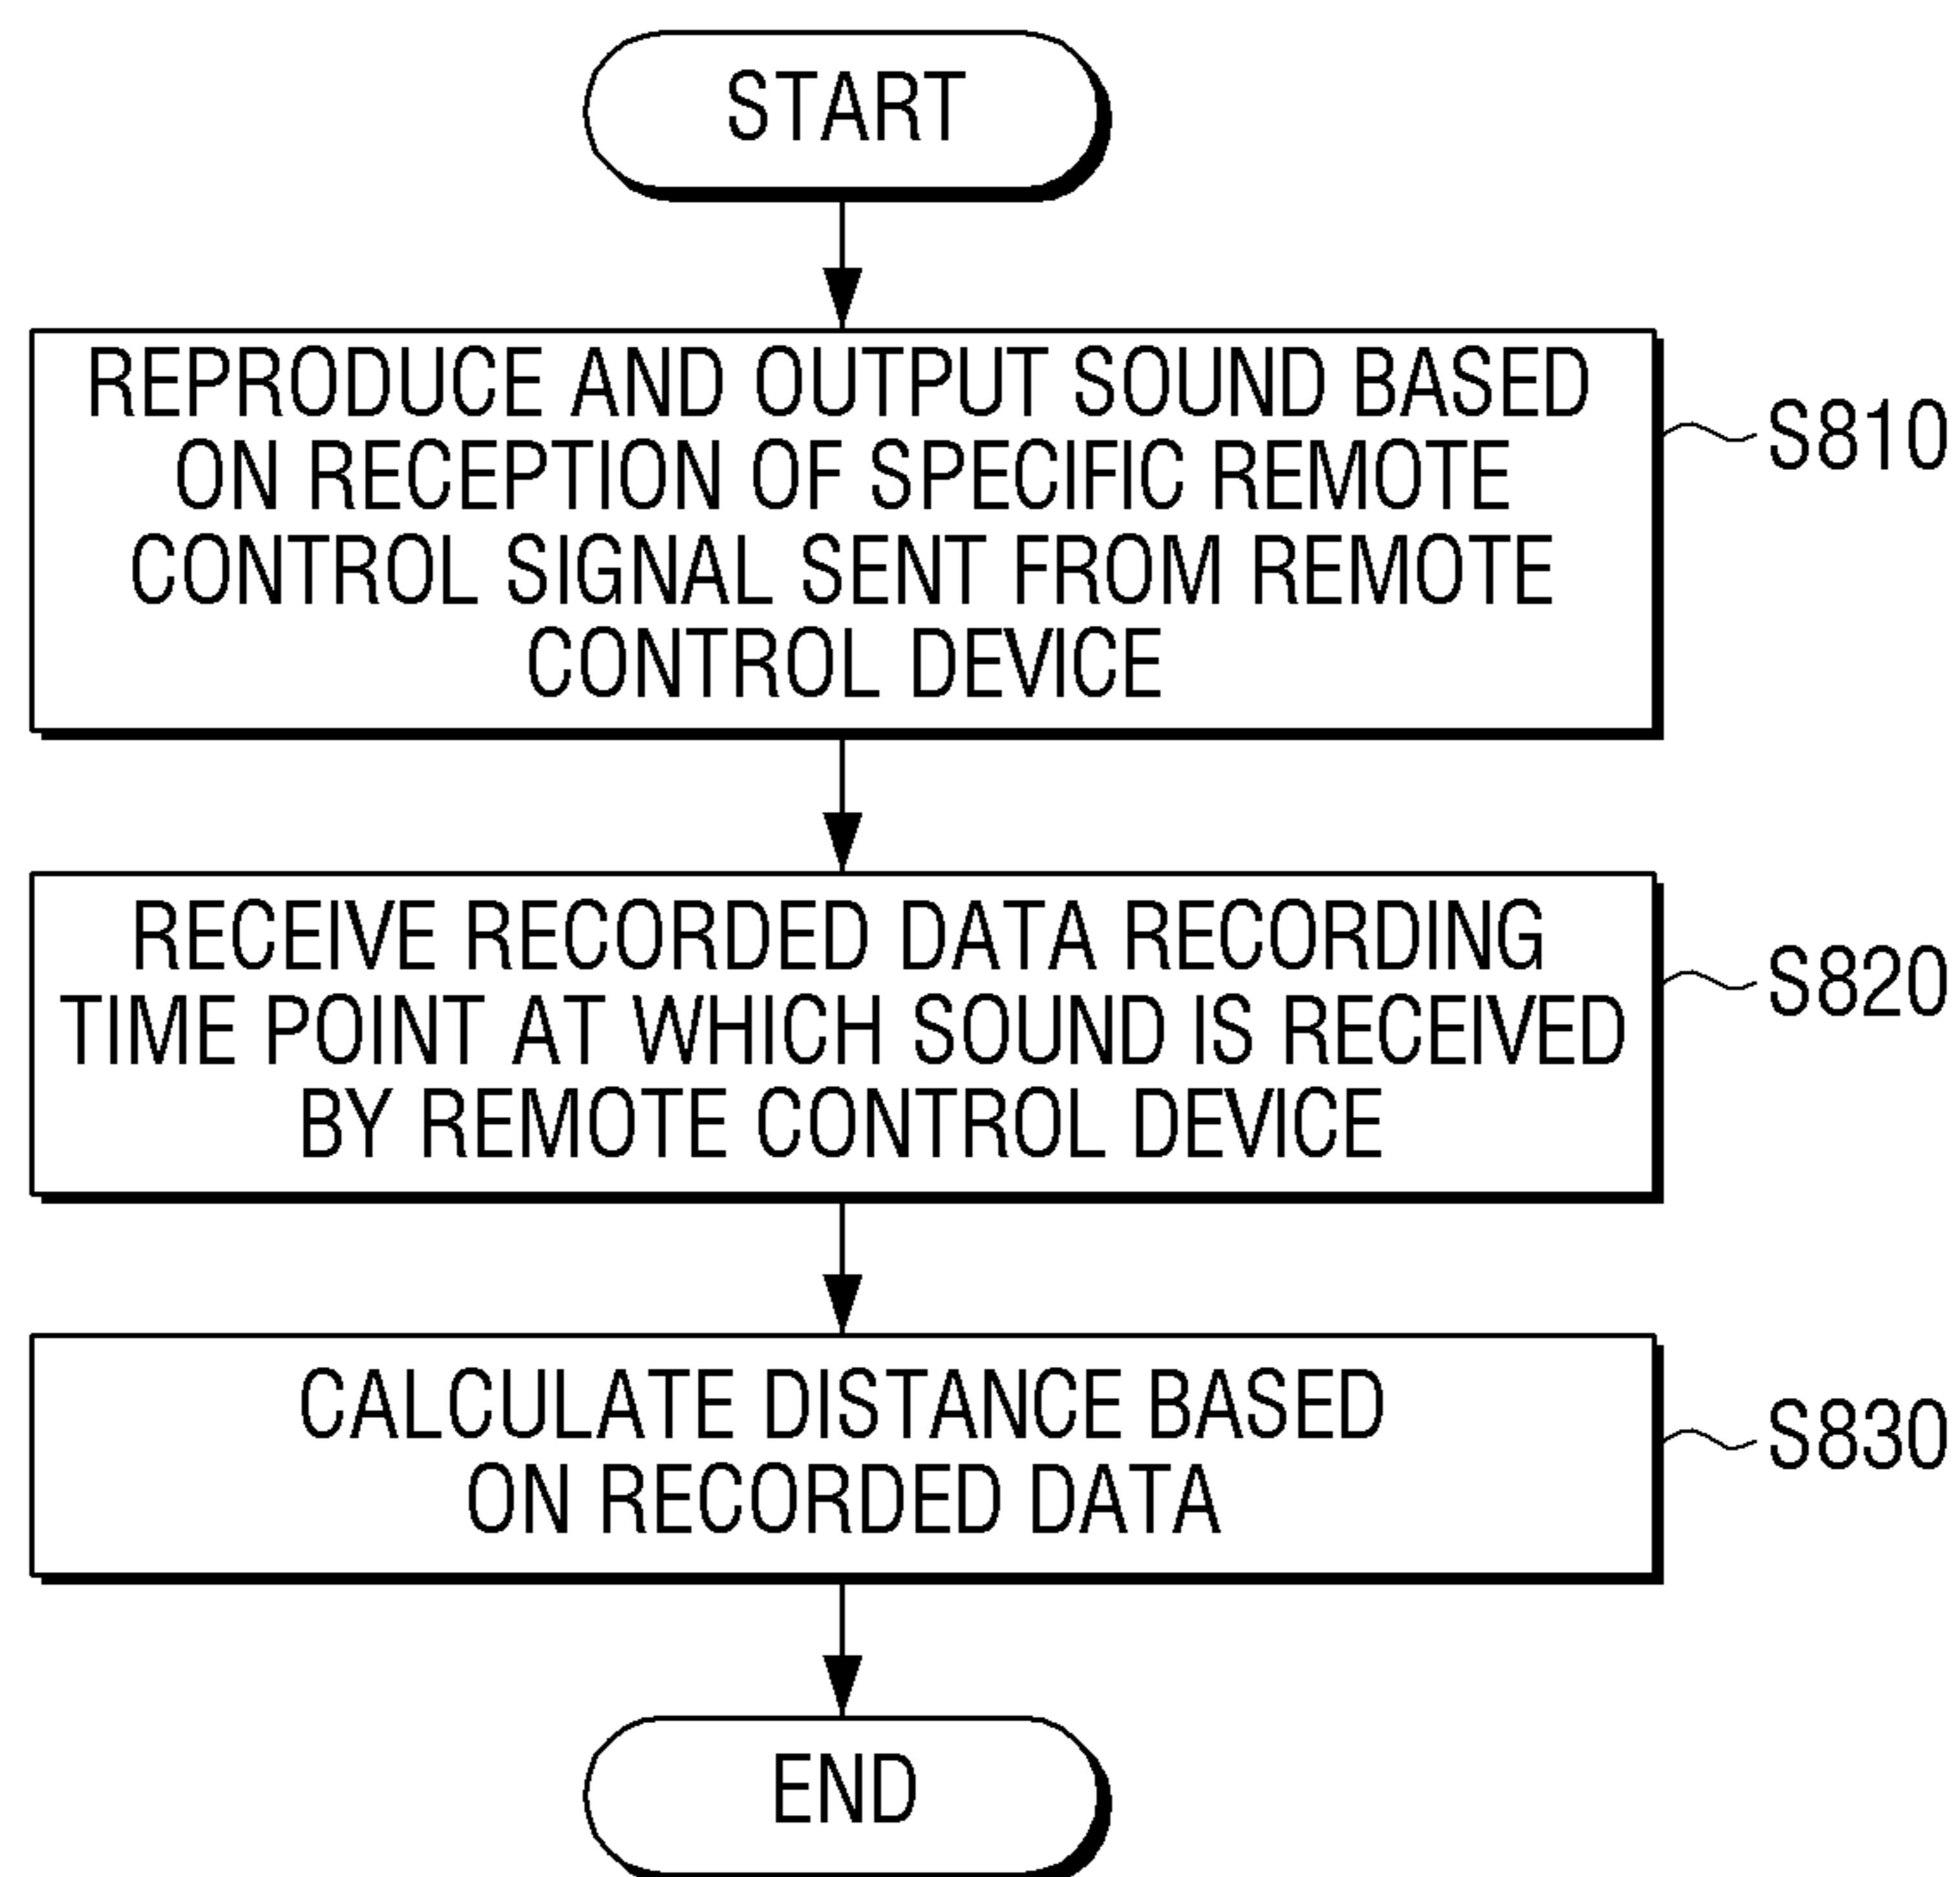 START
REPRODUCE AND OUTPUT SOUND BASED
ON RECEPTION OF SPECIFIC REMOTE
CONTROL SIGNAL SENT FROM REMOTE
CONTROL DEVICE
S810
RECEIVE RECORDED DATA RECORDING
TIME POINT AT WHICH SOUND IS RECEIVED
BY REMOTE CONTROL DEVICE
S820
CALCULATE DISTANCE BASED
ON RECORDED DATA
S830
END